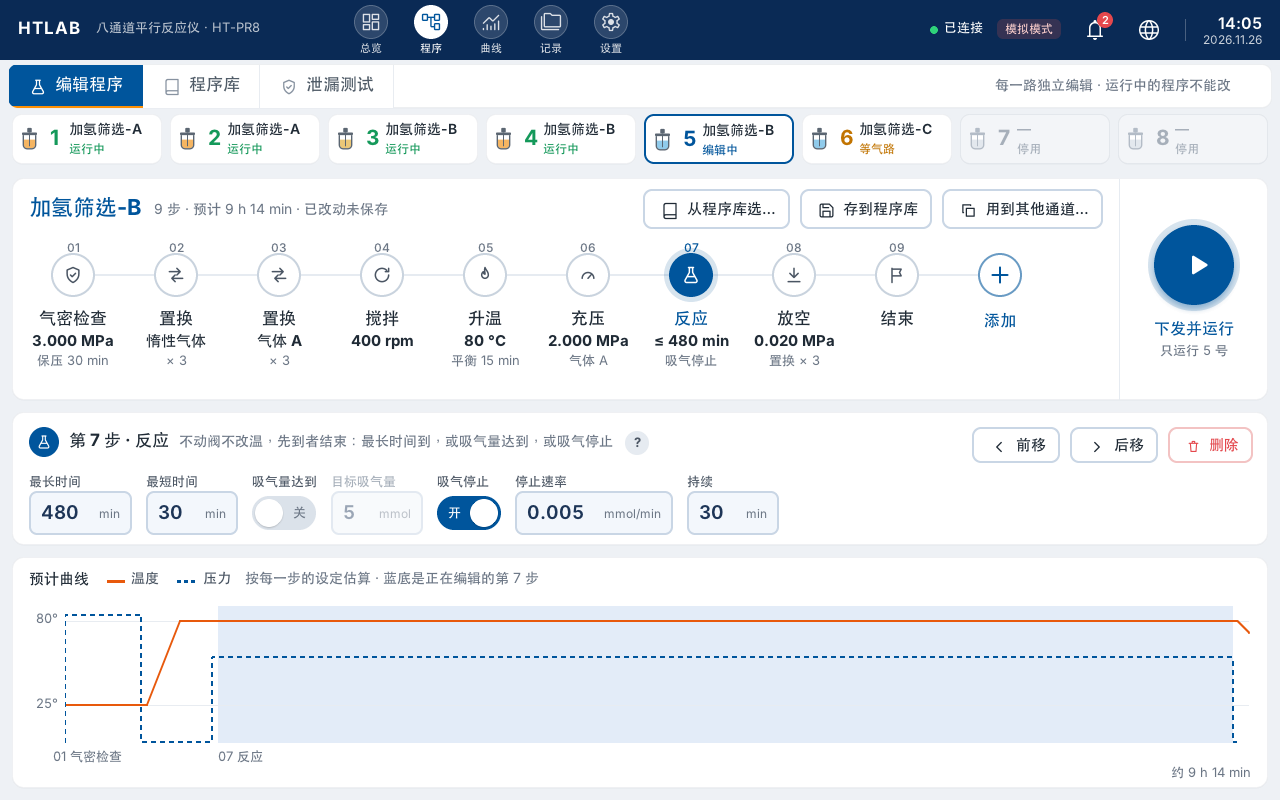 HTLAB 八通道平行反应仪 · HT-PR8
总览 程序 曲线 记录 设置
已连接 模拟模式 2 14:05
2026.11.26
编辑程序 程序库 泄漏测试 每一路独立编辑 · 运行中的程序不能改
1 加氢筛选-A 运行中
2 加氢筛选-A 运行中
3 加氢筛选-B 运行中
4 加氢筛选-B 运行中
5 加氢筛选-B 编辑中
6 加氢筛选-C 等气路
7 — 停用
8 — 停用
加氢筛选-B 9 步 · 预计 9 h 14 min · 已改动未保存 从程序库选... 存到程序库 用到其他通道...
01 02 03 04 05 06 07 08 09
气密检查 置换 置换 搅拌 升温 充压 反应 放空 结束 添加
3.000 MPa 惰性气体 气体 A 400 rpm 80 °C 2.000 MPa ≤ 480 min 0.020 MPa
保压 30 min × 3 × 3 平衡 15 min 气体 A 吸气停止 置换 × 3
下发并运行
只运行 5 号
第 7 步 · 反应 不动阀不改温，先到者结束：最长时间到，或吸气量达到，或吸气停止 ? 前移 后移 删除
最长时间 最短时间 吸气量达到 目标吸气量 吸气停止 停止速率 持续
480 min 30 min 关 5 mmol 开 0.005 mmol/min 30 min
预计曲线 温度 压力 按每一步的设定估算 · 蓝底是正在编辑的第 7 步
80°
25°
01 气密检查 07 反应
约 9 h 14 min